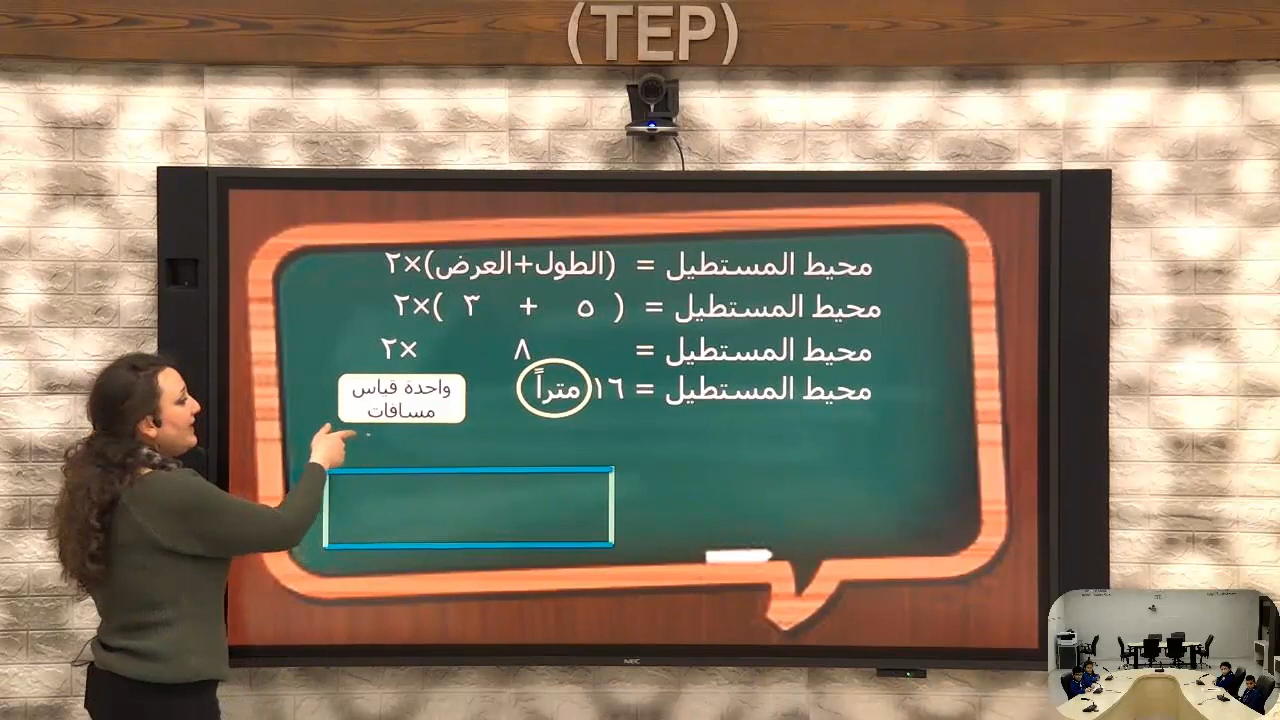 (TEP)
محيط المستطيل = (الطول+العرض)×٢
محيط المستطيل = ( ٥ + ٣ )×٢
محيط المستطيل = ٨ ×٢
محيط المستطيل = ١٦ متراً
واحدة قياس
مسافات
NEC